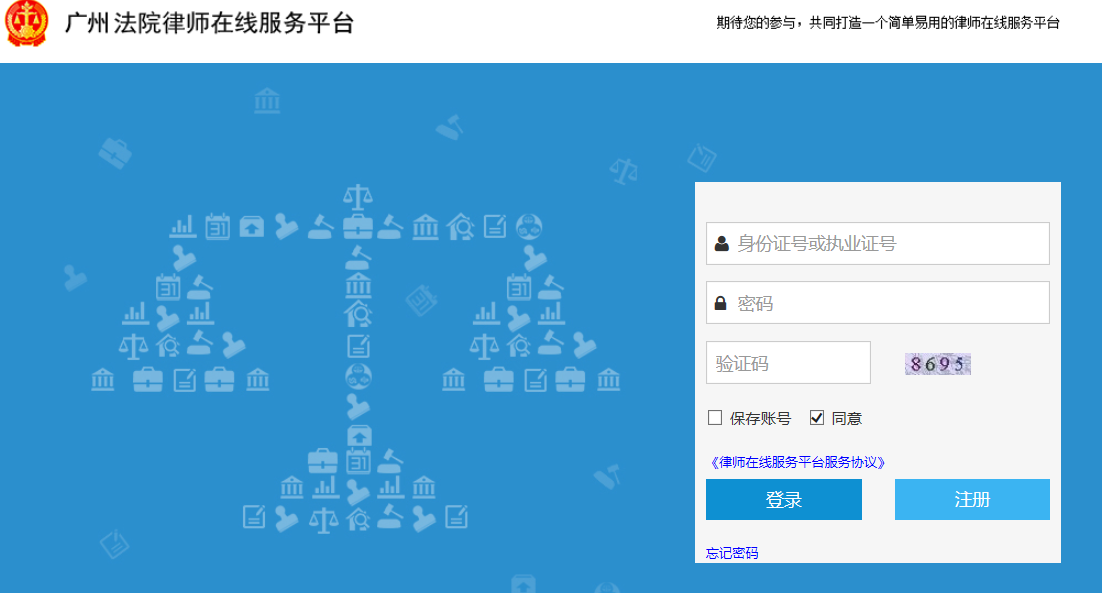 广州法院律师在线服务平台
期待您的参与，共同打造一个简单易用的律师在线服务平台
身份证号或执业证号
密码
验证码
8695
保存账号 同意
《律师在线服务平台服务协议》
登录 注册
忘记密码